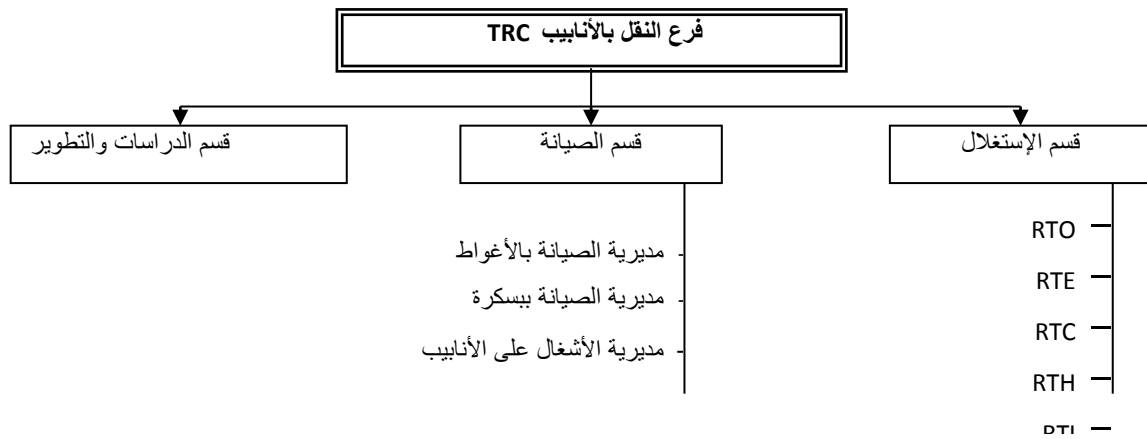 فرع النقل بالأنابيب TRC
قسم الإستغلال
قسم الصيانة
قسم الدراسات والتطوير
RTO
RTE
RTC
RTH
- مديرية الصيانة بالأغواط
- مديرية الصيانة ببسكرة
- مديرية الأشغال على الأنابيب